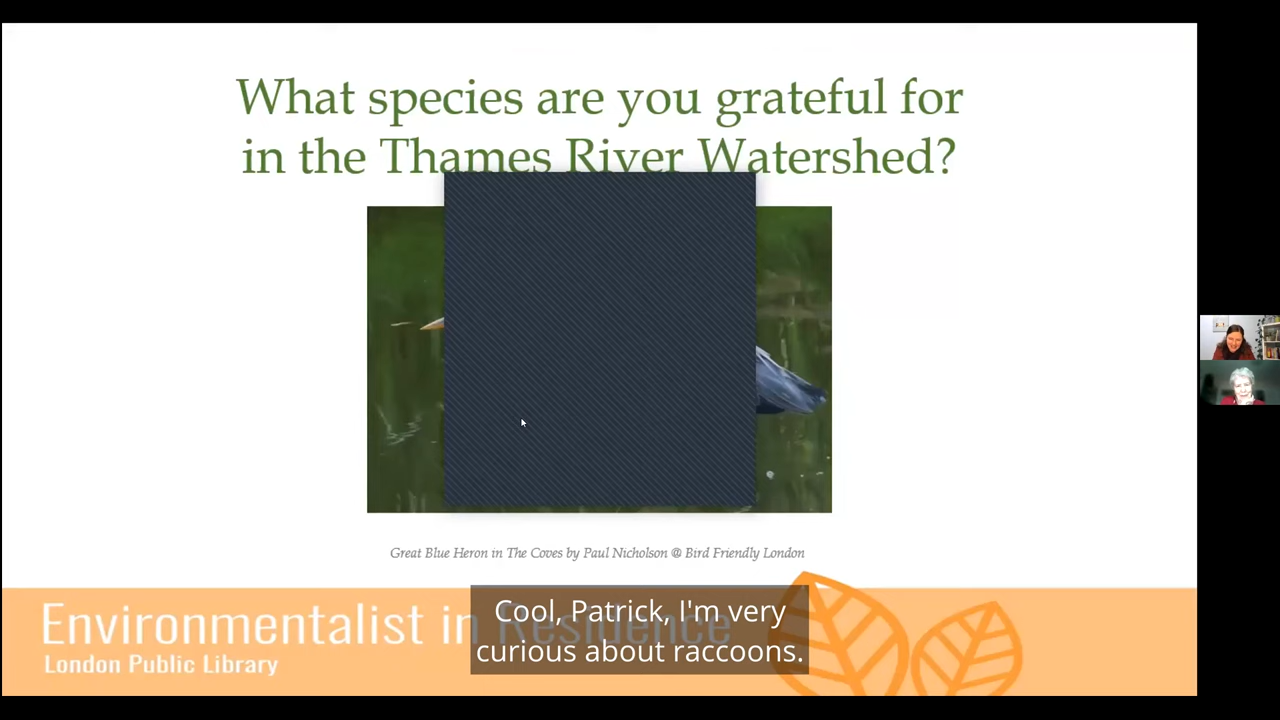 What species are you grateful for
in the Thames River Watershed?
Great Blue Heron in The Coves by Paul Nicholson @ Bird Friendly London
Environmentalist in Residence
London Public Library
Cool, Patrick, I'm very
curious about raccoons.